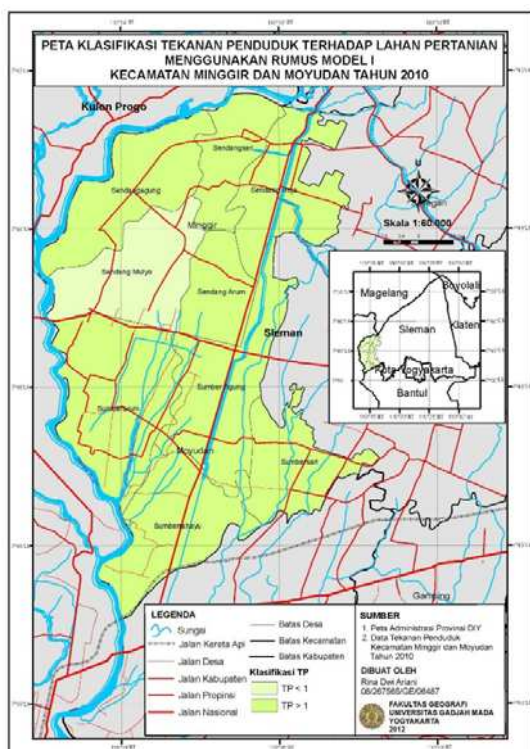 PETA KLASIFIKASI TEKANAN PENDUDUK TERHADAP LAHAN PERTANIAN
MENGGUNAKAN RUMUS MODEL I
KECAMATAN MINGGIR DAN MOYUDAN TAHUN 2010
Kulon Progo
Sendangsari
Sendangagung
Minggir
Skala 1:60.000
Sendang Mulyo
Sendang Arum
Sleman
Magelang
Boyolali
Sleman
Klaten
Kota Yogyakarta
Bantul
Sumber Agung
Moyudan
Sumbersari
Gamping
LEGENDA
Sungai
Jalan Kereta Api
Jalan Desa
Jalan Kabupaten
Jalan Propinsi
Jalan Nasional
Batas Desa
Batas Kecamatan
Batas Kabupaten
Klasifikasi TP
TP < 1
TP > 1
SUMBER
1. Peta Administrasi Provinsi DIY
2. Data Tekanan Penduduk
Kecamatan Minggir dan Moyudan
Tahun 2010
DIBUAT OLEH
Rina Dwi Ariani
FAKULTAS GEOGRAFI
UNIVERSITAS GADJAH MADA
YOGYAKARTA
2012